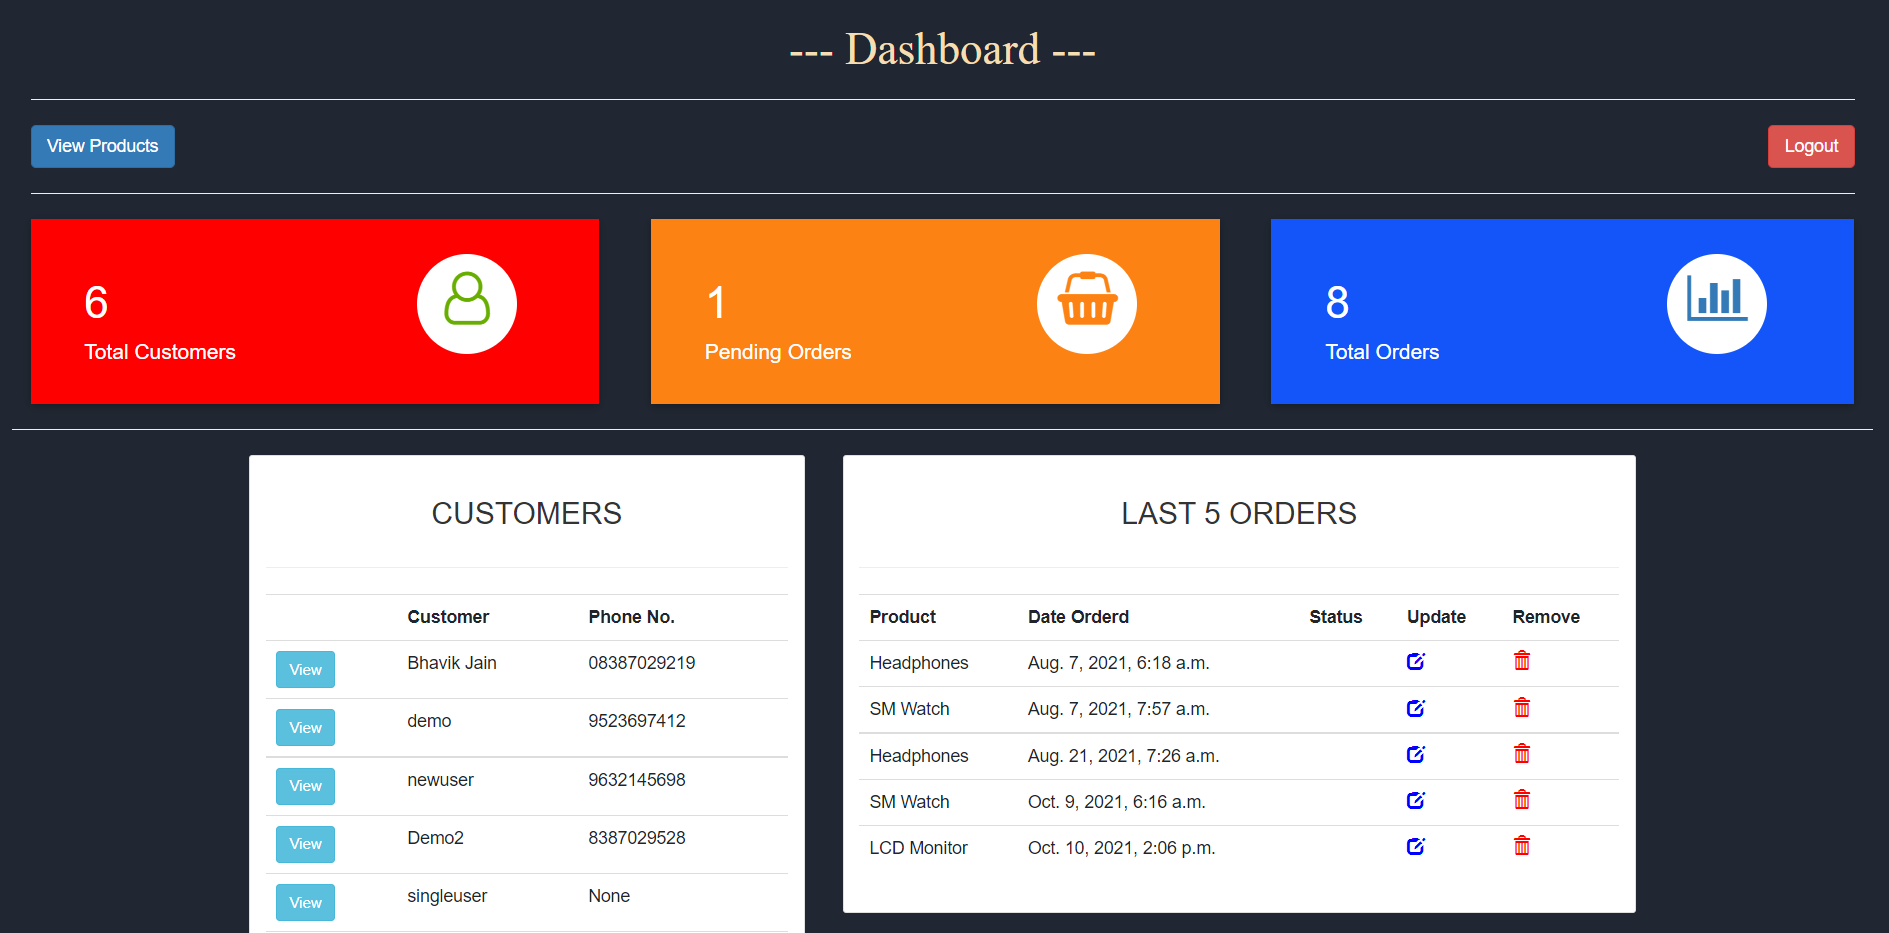 --- Dashboard ---
View Products
Logout
6
Total Customers
1
Pending Orders
8
Total Orders
CUSTOMERS
Customer Phone No.
View Bhavik Jain 08387029219
View demo 9523697412
View newuser 9632145698
View Demo2 8387029528
View singleuser None
LAST 5 ORDERS
Product Date Orderd Status Update Remove
Headphones Aug. 7, 2021, 6:18 a.m.
SM Watch Aug. 7, 2021, 7:57 a.m.
Headphones Aug. 21, 2021, 7:26 a.m.
SM Watch Oct. 9, 2021, 6:16 a.m.
LCD Monitor Oct. 10, 2021, 2:06 p.m.